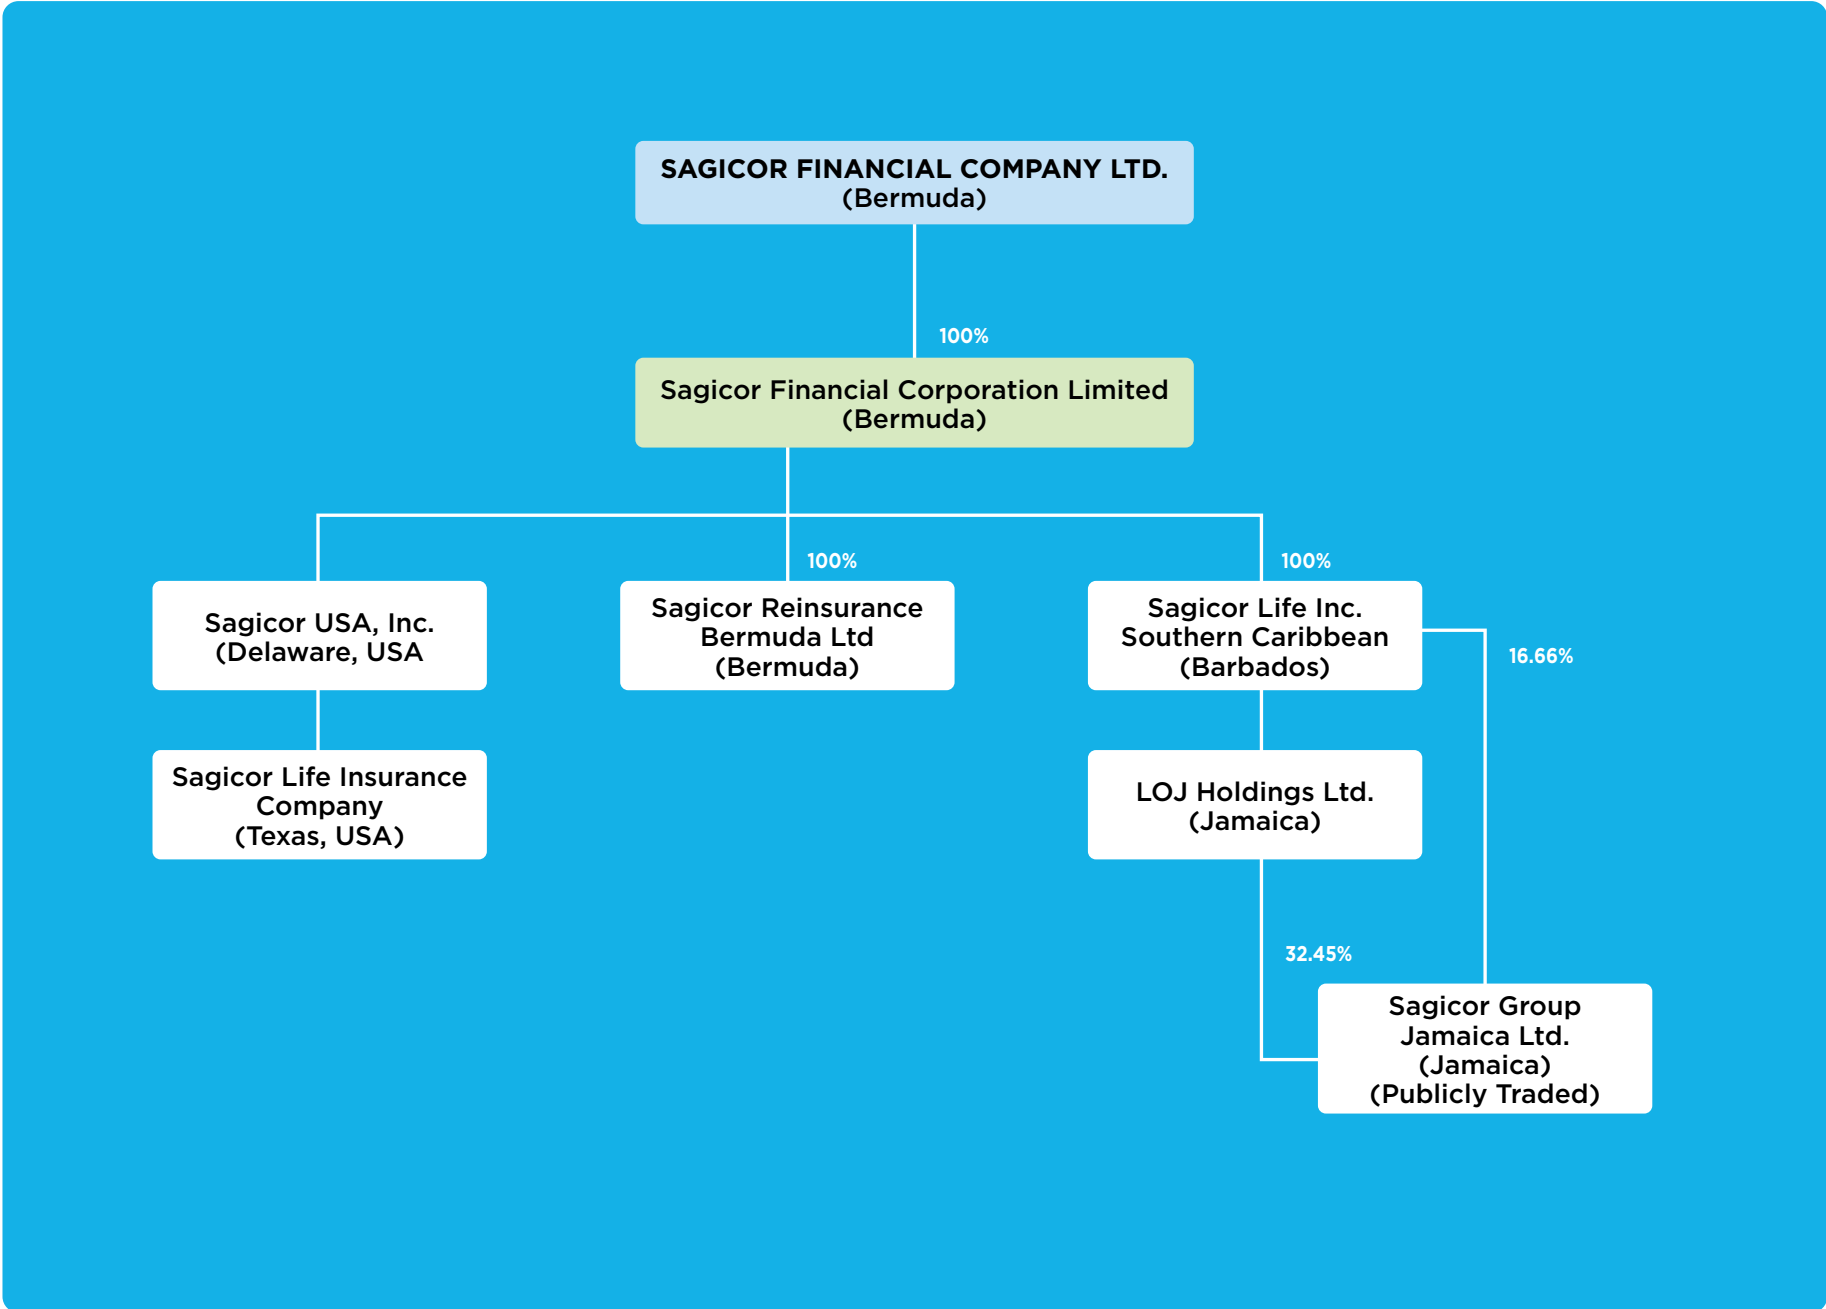 SAGICOR FINANCIAL COMPANY LTD.
(Bermuda)
100%
Sagicor Financial Corporation Limited
(Bermuda)
100%
100%
Sagicor USA, Inc.
(Delaware, USA
Sagicor Reinsurance
Bermuda Ltd
(Bermuda)
Sagicor Life Inc.
Southern Caribbean
(Barbados)
16.66%
Sagicor Life Insurance
Company
(Texas, USA)
LOJ Holdings Ltd.
(Jamaica)
32.45%
Sagicor Group
Jamaica Ltd.
(Jamaica)
(Publicly Traded)